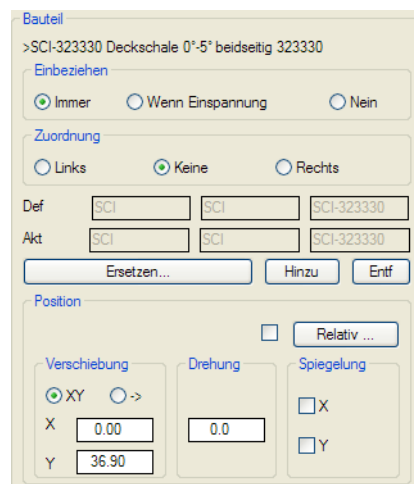 Bauteil
>SCI-323330 Deckschale 0°-5° beidseitig 323330
Einbeziehen
Immer Wenn Einspannung Nein
Zuordnung
Links Keine Rechts
Def SCI SCI SCI-323330
Akt SCI SCI SCI-323330
Ersetzen... Hinzu Entf
Position
Relativ ...
Verschiebung Drehung Spiegelung
XY ->
X
X 0.00 0.0
Y
Y 36.90